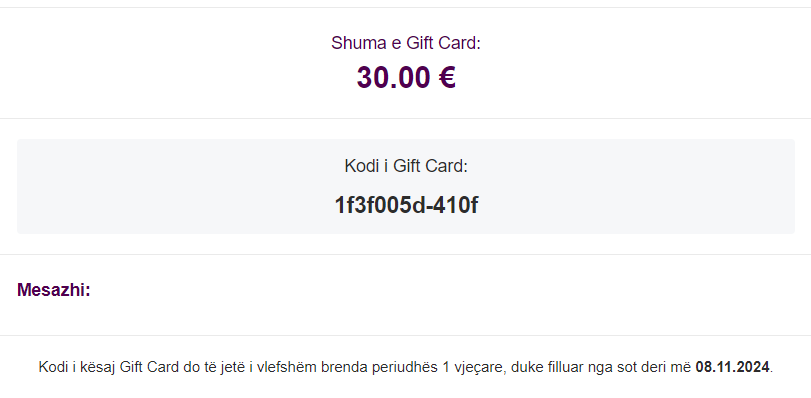 Shuma e Gift Card:
30.00 €
Kodi i Gift Card:
1f3f005d-410f
Mesazhi:
Kodi i kësaj Gift Card do të jetë i vlefshëm brenda periudhës 1 vjeçare, duke filluar nga sot deri më 08.11.2024.